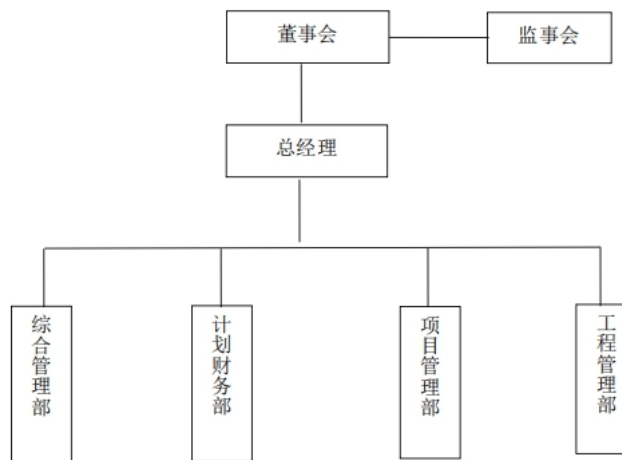 董事会
监事会
总经理
综合管理部
计划财务部
项目管理部
工程管理部